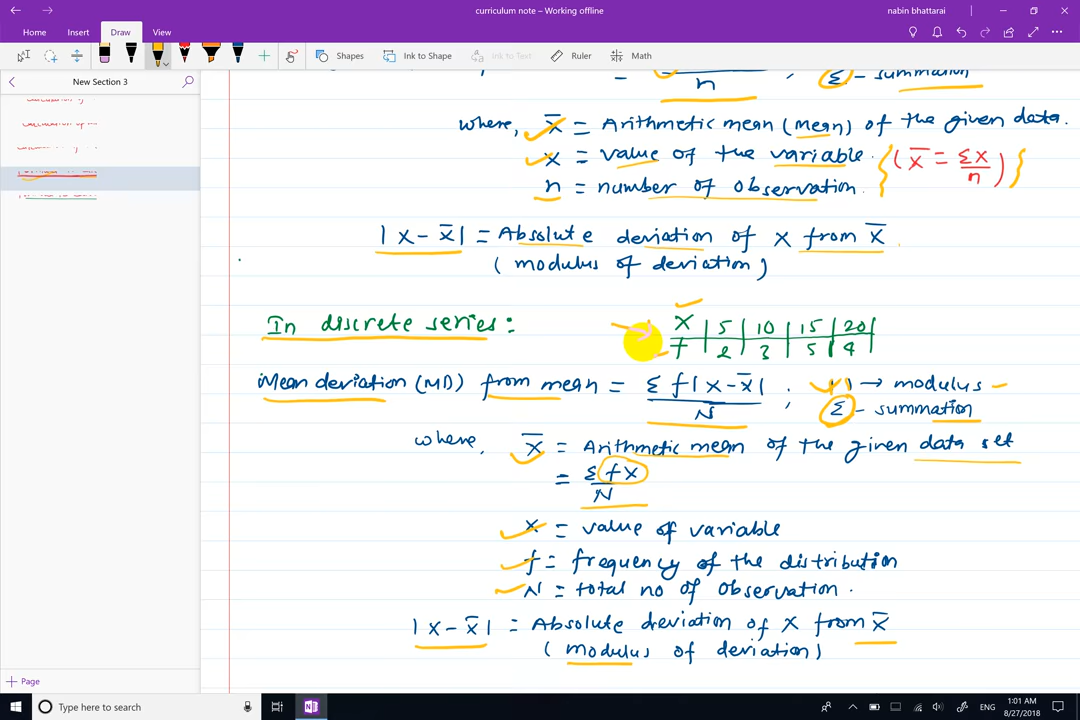 curriculum note – Working offline
nabin bhattarai
Home Insert Draw View
Shapes Ink to Shape Ink to Text Ruler Math
New Section 3
= n , Σ – summation
where, x̄ = Arithmetic mean (Mean) of the given data.
x = value of the variable. { ( x̄ = Σx/n ) }
n = number of observation.
|x - x̄| = Absolute deviation of x from x̄
( modulus of deviation )
In discrete series: x | 5 | 10 | 15 | 20 |
f | 2 | 3 | 5 | 4 |
Mean deviation (MD) from mean = Σ f|x - x̄| / N , | | → modulus –
Σ – summation
where, x̄ = Arithmetic mean of the given data set
= Σfx / N
x = value of variable
f = frequency of the distribution
N = total no of observation.
|x - x̄| = Absolute dreviation of x from x̄
( modulus of deviation )
+ Page
Type here to search
ENG
1:01 AM
8/27/2018